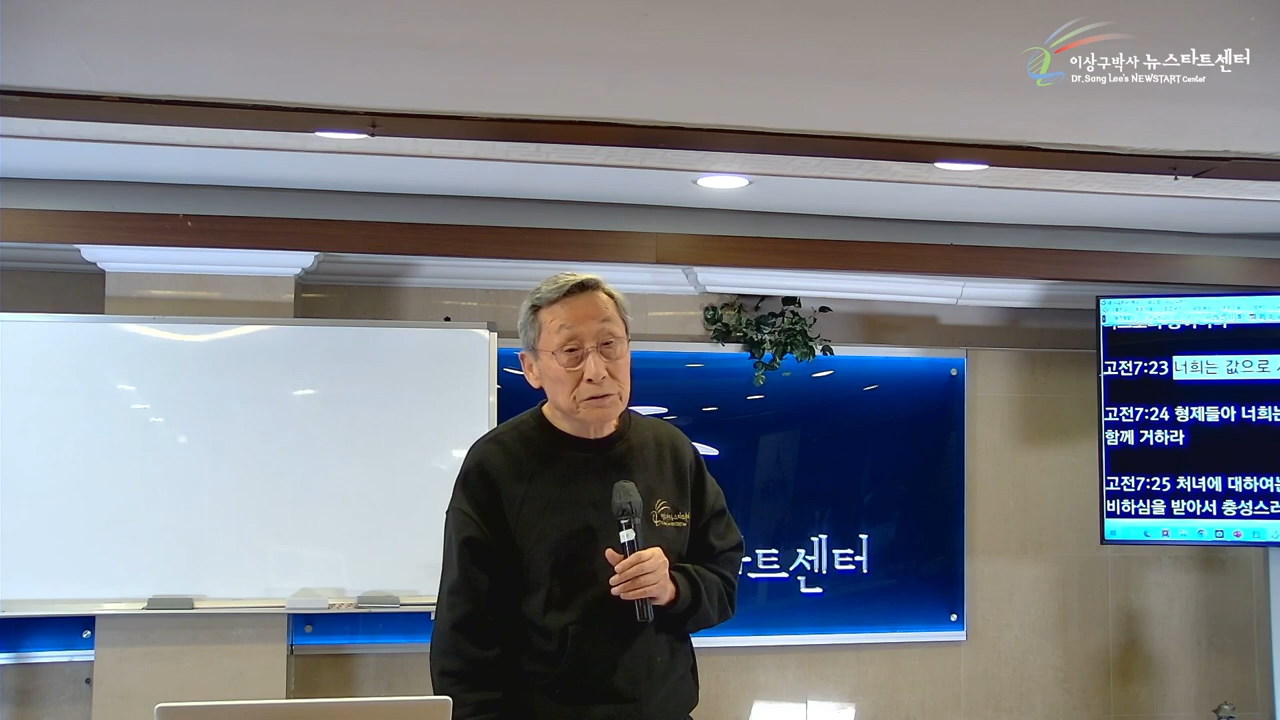 이상구박사 뉴스타트센터
Dr. Sang Lee's NEWSTART Center
고전7:23 너희는 값으로
고전7:24 형제들아 너희는
함께 거하라
고전7:25 처녀에 대하여는
비하심을 받아서 충성스러
타트센터